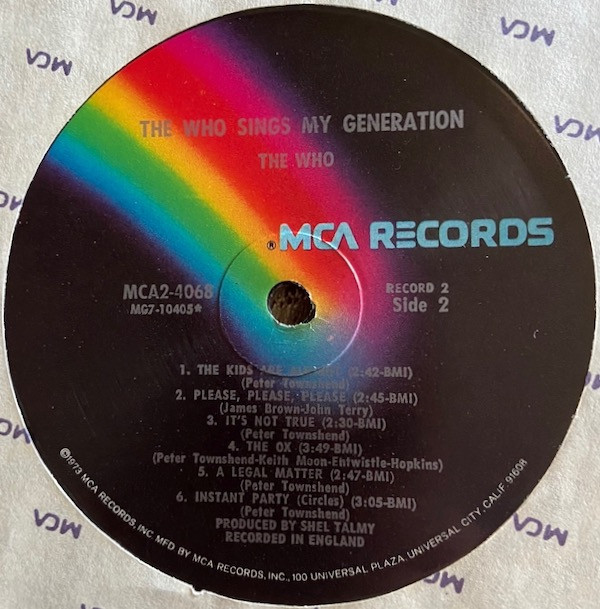 THE WHO SINGS MY GENERATION
THE WHO
® MCA RECORDS
MCA2-4068
MG7-10405*
RECORD 2
Side 2
1. THE KIDS ARE ALRIGHT (2:42-BMI)
(Peter Townshend)
2. PLEASE, PLEASE, PLEASE (2:45-BMI)
(James Brown-John Terry)
3. IT'S NOT TRUE (2:30-BMI)
(Peter Townshend)
4. THE OX (3:49-BMI)
(Peter Townshend-Keith Moon-Entwistle-Hopkins)
5. A LEGAL MATTER (2:47-BMI)
(Peter Townshend)
6. INSTANT PARTY (Circles) (3:05-BMI)
(Peter Townshend)
PRODUCED BY SHEL TALMY
RECORDED IN ENGLAND
©1973 MCA RECORDS, INC MFD BY MCA RECORDS, INC., 100 UNIVERSAL PLAZA, UNIVERSAL CITY, CALIF. 91608
MCA
MCA
MCA
MCA
MCA
MCA
MCA